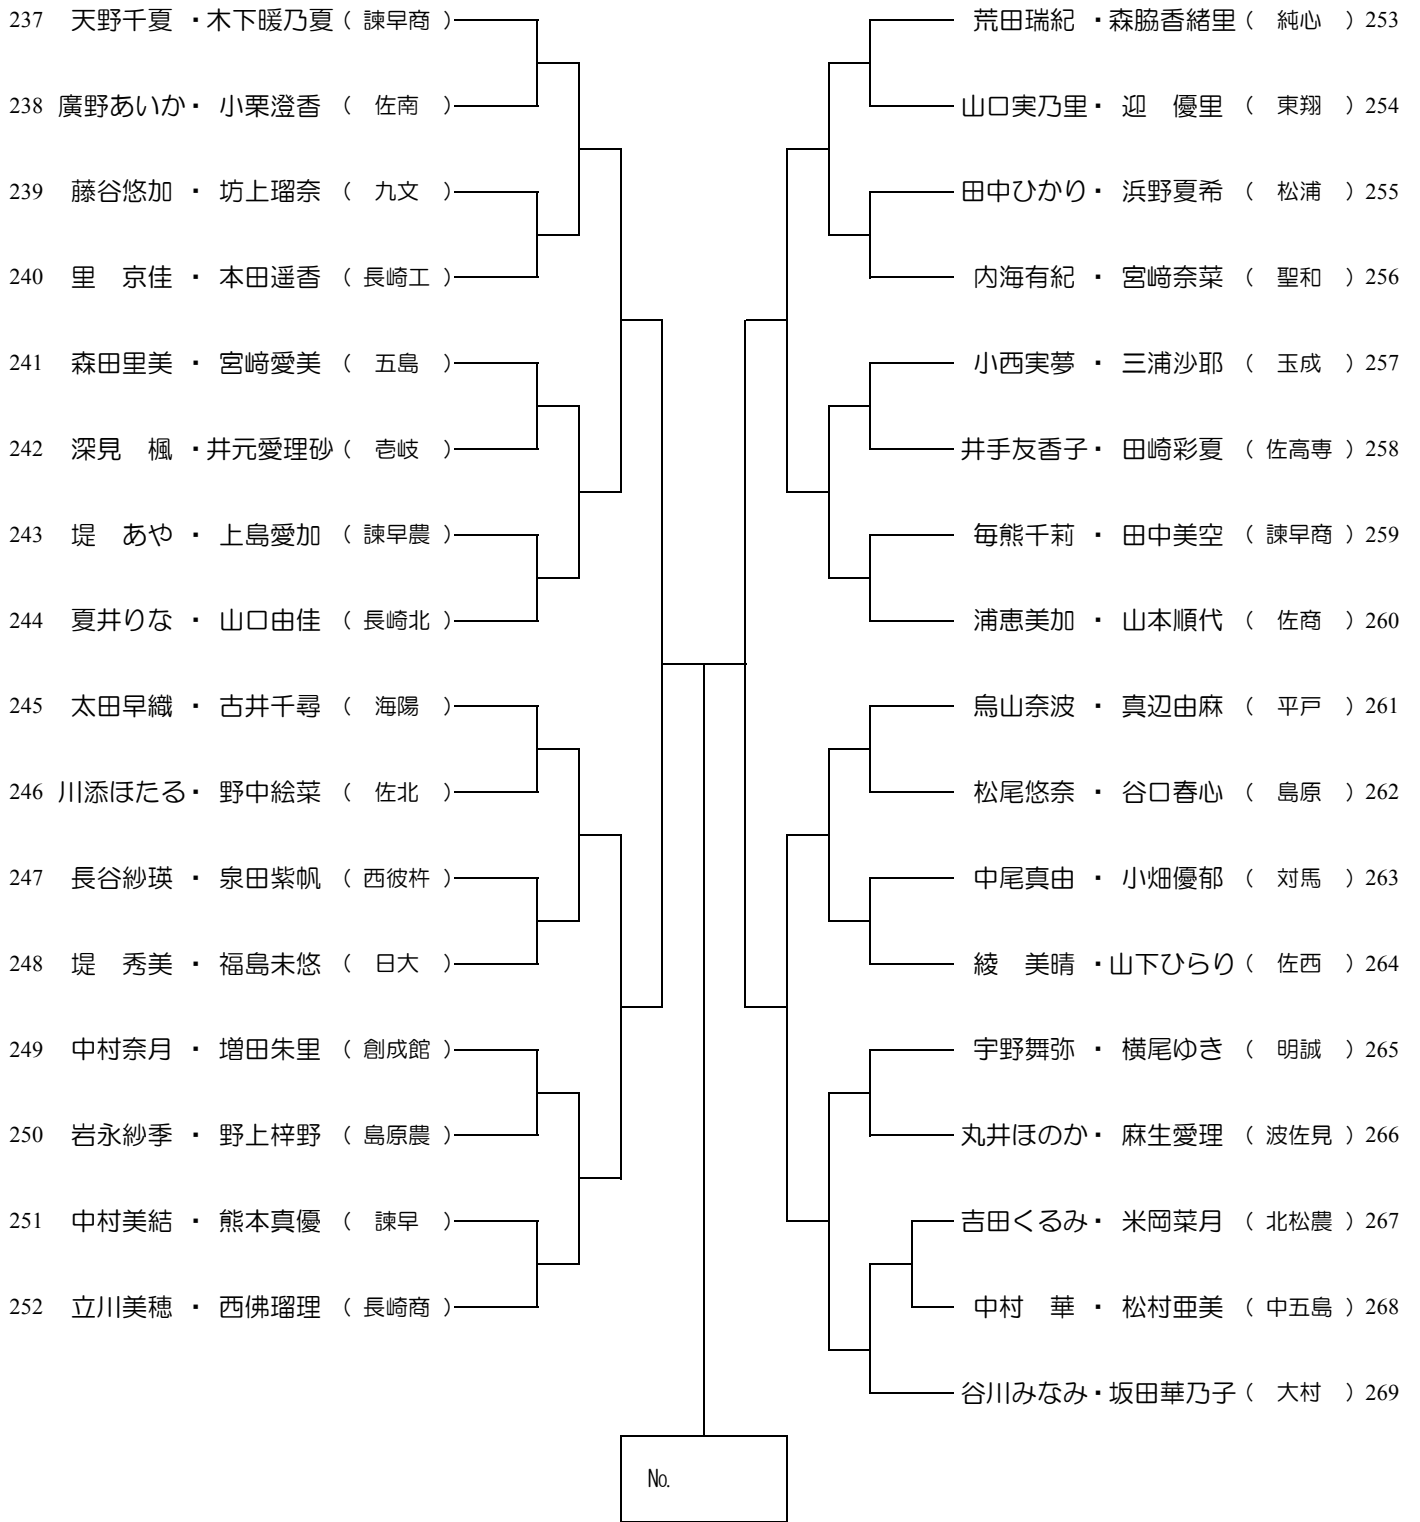 237 天野千夏 ・木下暖乃夏 ( 諫早商 )
238 廣野あいか・ 小栗澄香 ( 佐南 )
239 藤谷悠加 ・ 坊上瑠奈 ( 九文 )
240 里　京佳 ・ 本田遥香 ( 長崎工 )
241 森田里美 ・ 宮﨑愛美 ( 五島 )
242 深見　楓 ・井元愛理砂 ( 壱岐 )
243 堤　あや ・ 上島愛加 ( 諫早農 )
244 夏井りな ・ 山口由佳 ( 長崎北 )
245 太田早織 ・ 古井千尋 ( 海陽 )
246 川添ほたる・ 野中絵菜 ( 佐北 )
247 長谷紗瑛 ・ 泉田紫帆 ( 西彼杵 )
248 堤　秀美 ・ 福島未悠 ( 日大 )
249 中村奈月 ・ 増田朱里 ( 創成館 )
250 岩永紗季 ・ 野上梓野 ( 島原農 )
251 中村美結 ・ 熊本真優 ( 諫早 )
252 立川美穂 ・ 西佛瑠理 ( 長崎商 )
荒田瑞紀 ・森脇香緒里 ( 純心 ) 253
山口実乃里・ 迎　優里 ( 東翔 ) 254
田中ひかり・ 浜野夏希 ( 松浦 ) 255
内海有紀 ・ 宮﨑奈菜 ( 聖和 ) 256
小西実夢 ・ 三浦沙耶 ( 玉成 ) 257
井手友香子・ 田崎彩夏 ( 佐高専 ) 258
毎熊千莉 ・ 田中美空 ( 諫早商 ) 259
浦恵美加 ・ 山本順代 ( 佐商 ) 260
鳥山奈波 ・ 真辺由麻 ( 平戸 ) 261
松尾悠奈 ・ 谷口春心 ( 島原 ) 262
中尾真由 ・ 小畑優郁 ( 対馬 ) 263
綾　美晴 ・山下ひらり ( 佐西 ) 264
宇野舞弥 ・ 横尾ゆき ( 明誠 ) 265
丸井ほのか・ 麻生愛理 ( 波佐見 ) 266
吉田くるみ・ 米岡菜月 ( 北松農 ) 267
中村　華 ・ 松村亜美 ( 中五島 ) 268
谷川みなみ・坂田華乃子 ( 大村 ) 269
№